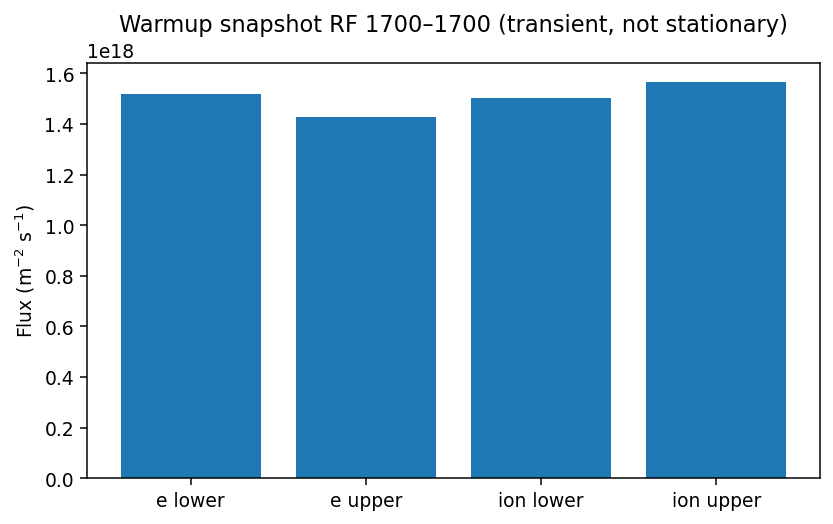 Warmup snapshot RF 1700–1700 (transient, not stationary)
1e18
1.6
1.4
1.2
1.0
0.8
0.6
0.4
0.2
0.0
Flux (m⁻² s⁻¹)
e lower
e upper
ion lower
ion upper